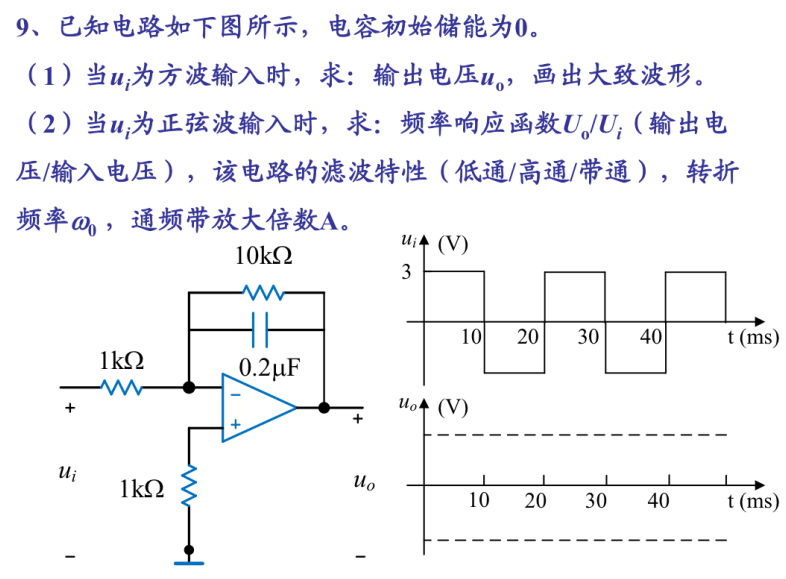 9、已知电路如下图所示，电容初始储能为0。
（1）当ui为方波输入时，求：输出电压uo，画出大致波形。
（2）当ui为正弦波输入时，求：频率响应函数Uo/Ui（输出电
压/输入电压），该电路的滤波特性（低通/高通/带通），转折
频率ω0，通频带放大倍数A。
10kΩ
1kΩ
0.2μF
−
+
+
+
ui
1kΩ
uo
−
−
ui (V)
3
10 20 30 40 t (ms)
uo (V)
10 20 30 40 t (ms)